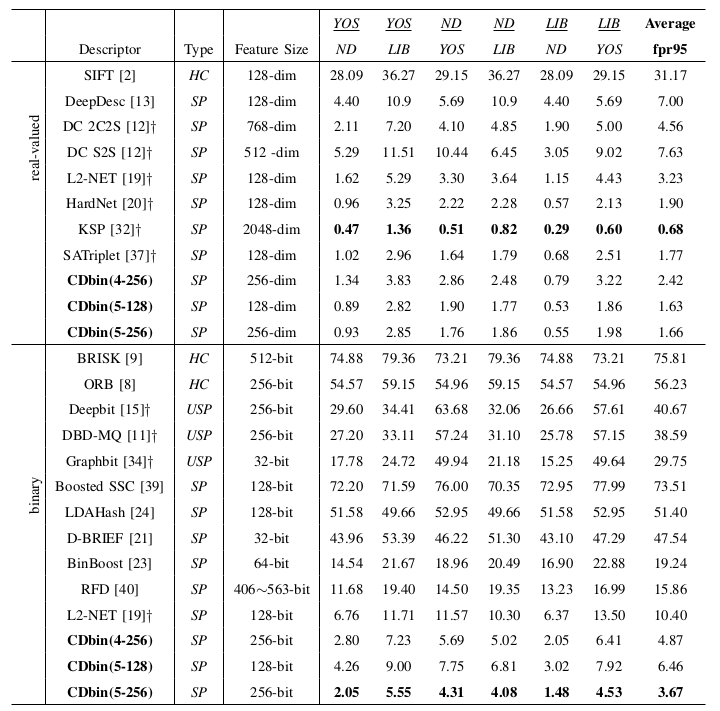 YOS YOS ND ND LIB LIB Average
Descriptor Type Feature Size ND LIB YOS LIB ND YOS fpr95
real-valued
SIFT [2] HC 128-dim 28.09 36.27 29.15 36.27 28.09 29.15 31.17
DeepDesc [13] SP 128-dim 4.40 10.9 5.69 10.9 4.40 5.69 7.00
DC 2C2S [12]† SP 768-dim 2.11 7.20 4.10 4.85 1.90 5.00 4.56
DC S2S [12]† SP 512 -dim 5.29 11.51 10.44 6.45 3.05 9.02 7.63
L2-NET [19]† SP 128-dim 1.62 5.29 3.30 3.64 1.15 4.43 3.23
HardNet [20]† SP 128-dim 0.96 3.25 2.22 2.28 0.57 2.13 1.90
KSP [32]† SP 2048-dim 0.47 1.36 0.51 0.82 0.29 0.60 0.68
SATriplet [37]† SP 128-dim 1.02 2.96 1.64 1.79 0.68 2.51 1.77
CDbin(4-256) SP 256-dim 1.34 3.83 2.86 2.48 0.79 3.22 2.42
CDbin(5-128) SP 128-dim 0.89 2.82 1.90 1.77 0.53 1.86 1.63
CDbin(5-256) SP 256-dim 0.93 2.85 1.76 1.86 0.55 1.98 1.66
binary
BRISK [9] HC 512-bit 74.88 79.36 73.21 79.36 74.88 73.21 75.81
ORB [8] HC 256-bit 54.57 59.15 54.96 59.15 54.57 54.96 56.23
Deepbit [15]† USP 256-bit 29.60 34.41 63.68 32.06 26.66 57.61 40.67
DBD-MQ [11]† USP 256-bit 27.20 33.11 57.24 31.10 25.78 57.15 38.59
Graphbit [34]† USP 32-bit 17.78 24.72 49.94 21.18 15.25 49.64 29.75
Boosted SSC [39] SP 128-bit 72.20 71.59 76.00 70.35 72.95 77.99 73.51
LDAHash [24] SP 128-bit 51.58 49.66 52.95 49.66 51.58 52.95 51.40
D-BRIEF [21] SP 32-bit 43.96 53.39 46.22 51.30 43.10 47.29 47.54
BinBoost [23] SP 64-bit 14.54 21.67 18.96 20.49 16.90 22.88 19.24
RFD [40] SP 406∼563-bit 11.68 19.40 14.50 19.35 13.23 16.99 15.86
L2-NET [19]† SP 128-bit 6.76 11.71 11.57 10.30 6.37 13.50 10.40
CDbin(4-256) SP 256-bit 2.80 7.23 5.69 5.02 2.05 6.41 4.87
CDbin(5-128) SP 128-bit 4.26 9.00 7.75 6.81 3.02 7.92 6.46
CDbin(5-256) SP 256-bit 2.05 5.55 4.31 4.08 1.48 4.53 3.67